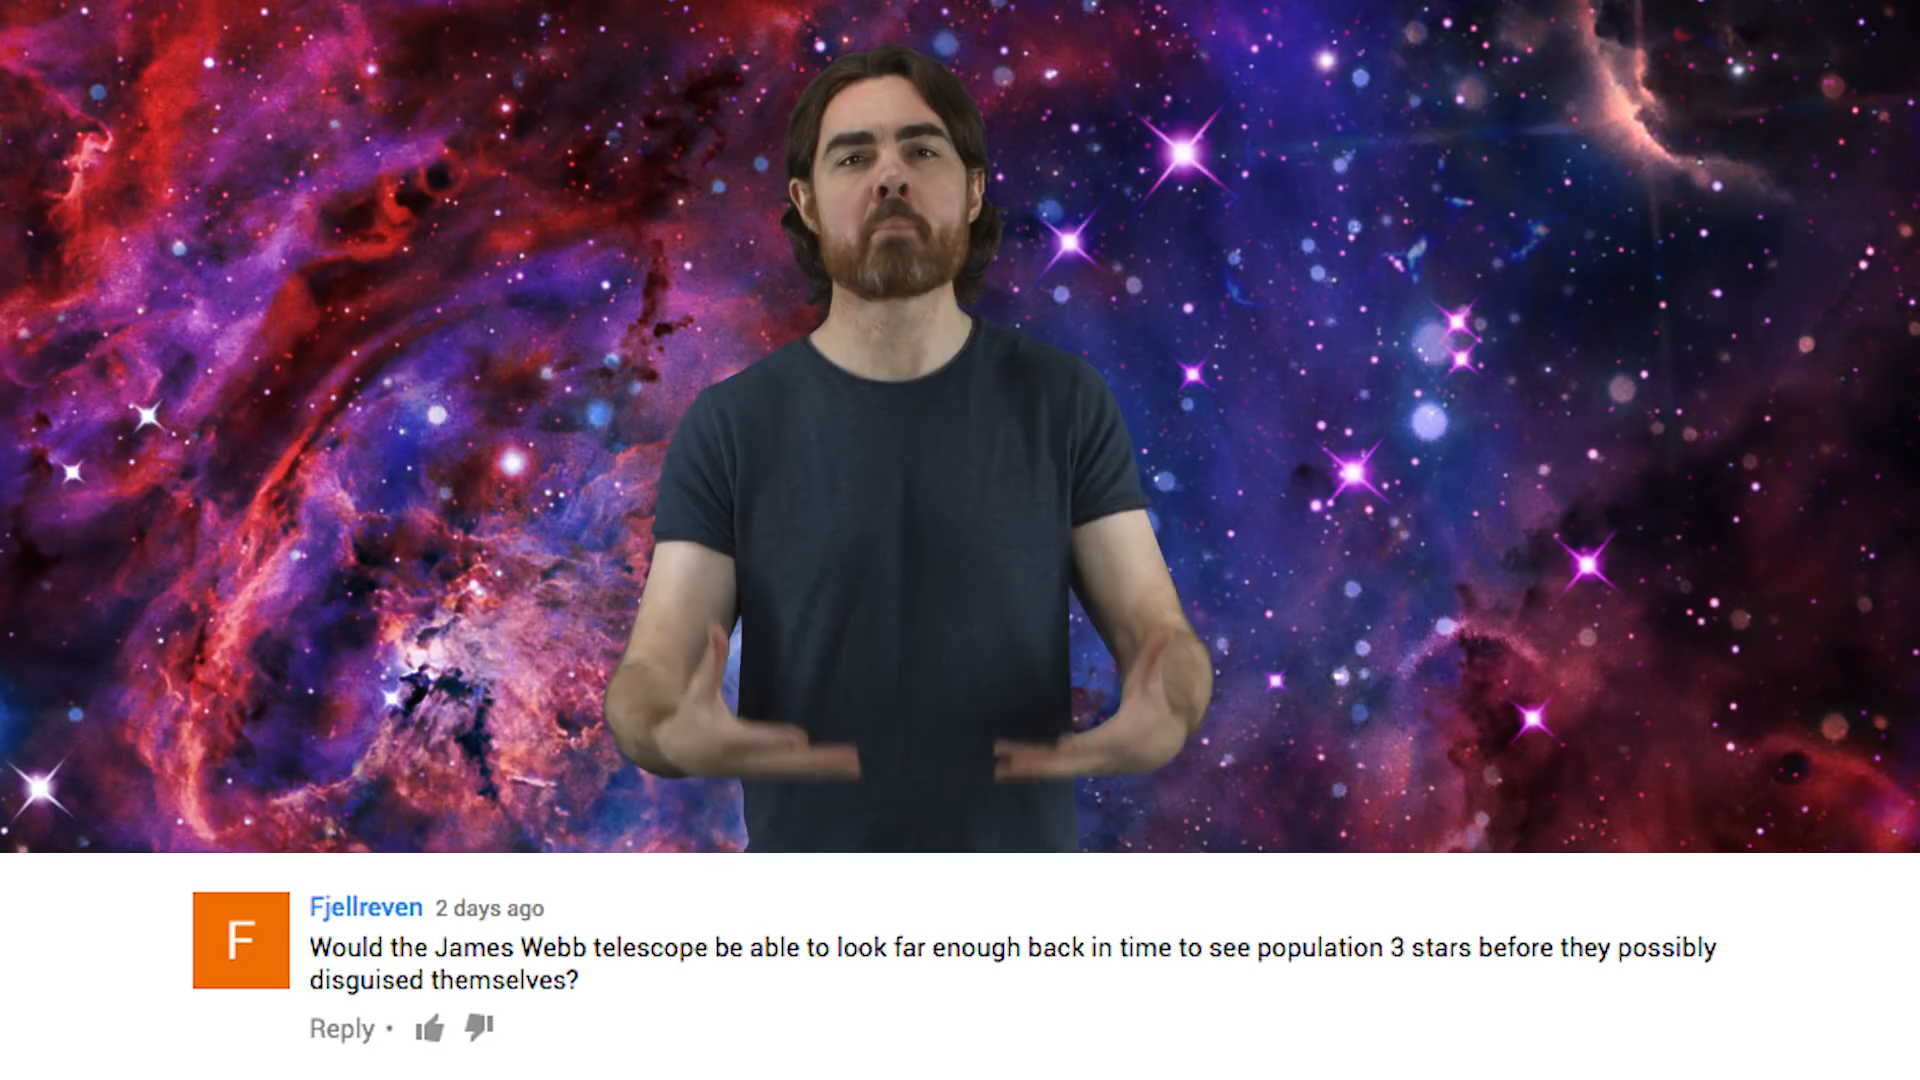 F
Fjellreven 2 days ago
Would the James Webb telescope be able to look far enough back in time to see population 3 stars before they possibly
disguised themselves?
Reply •